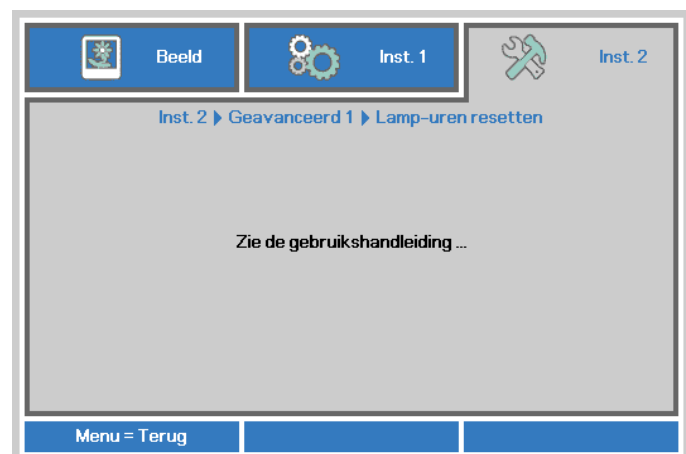 Beeld
Inst. 1
Inst. 2
Inst. 2 ▶ Geavanceerd 1 ▶ Lamp-uren resetten
Zie de gebruikshandleiding ...
Menu = Terug